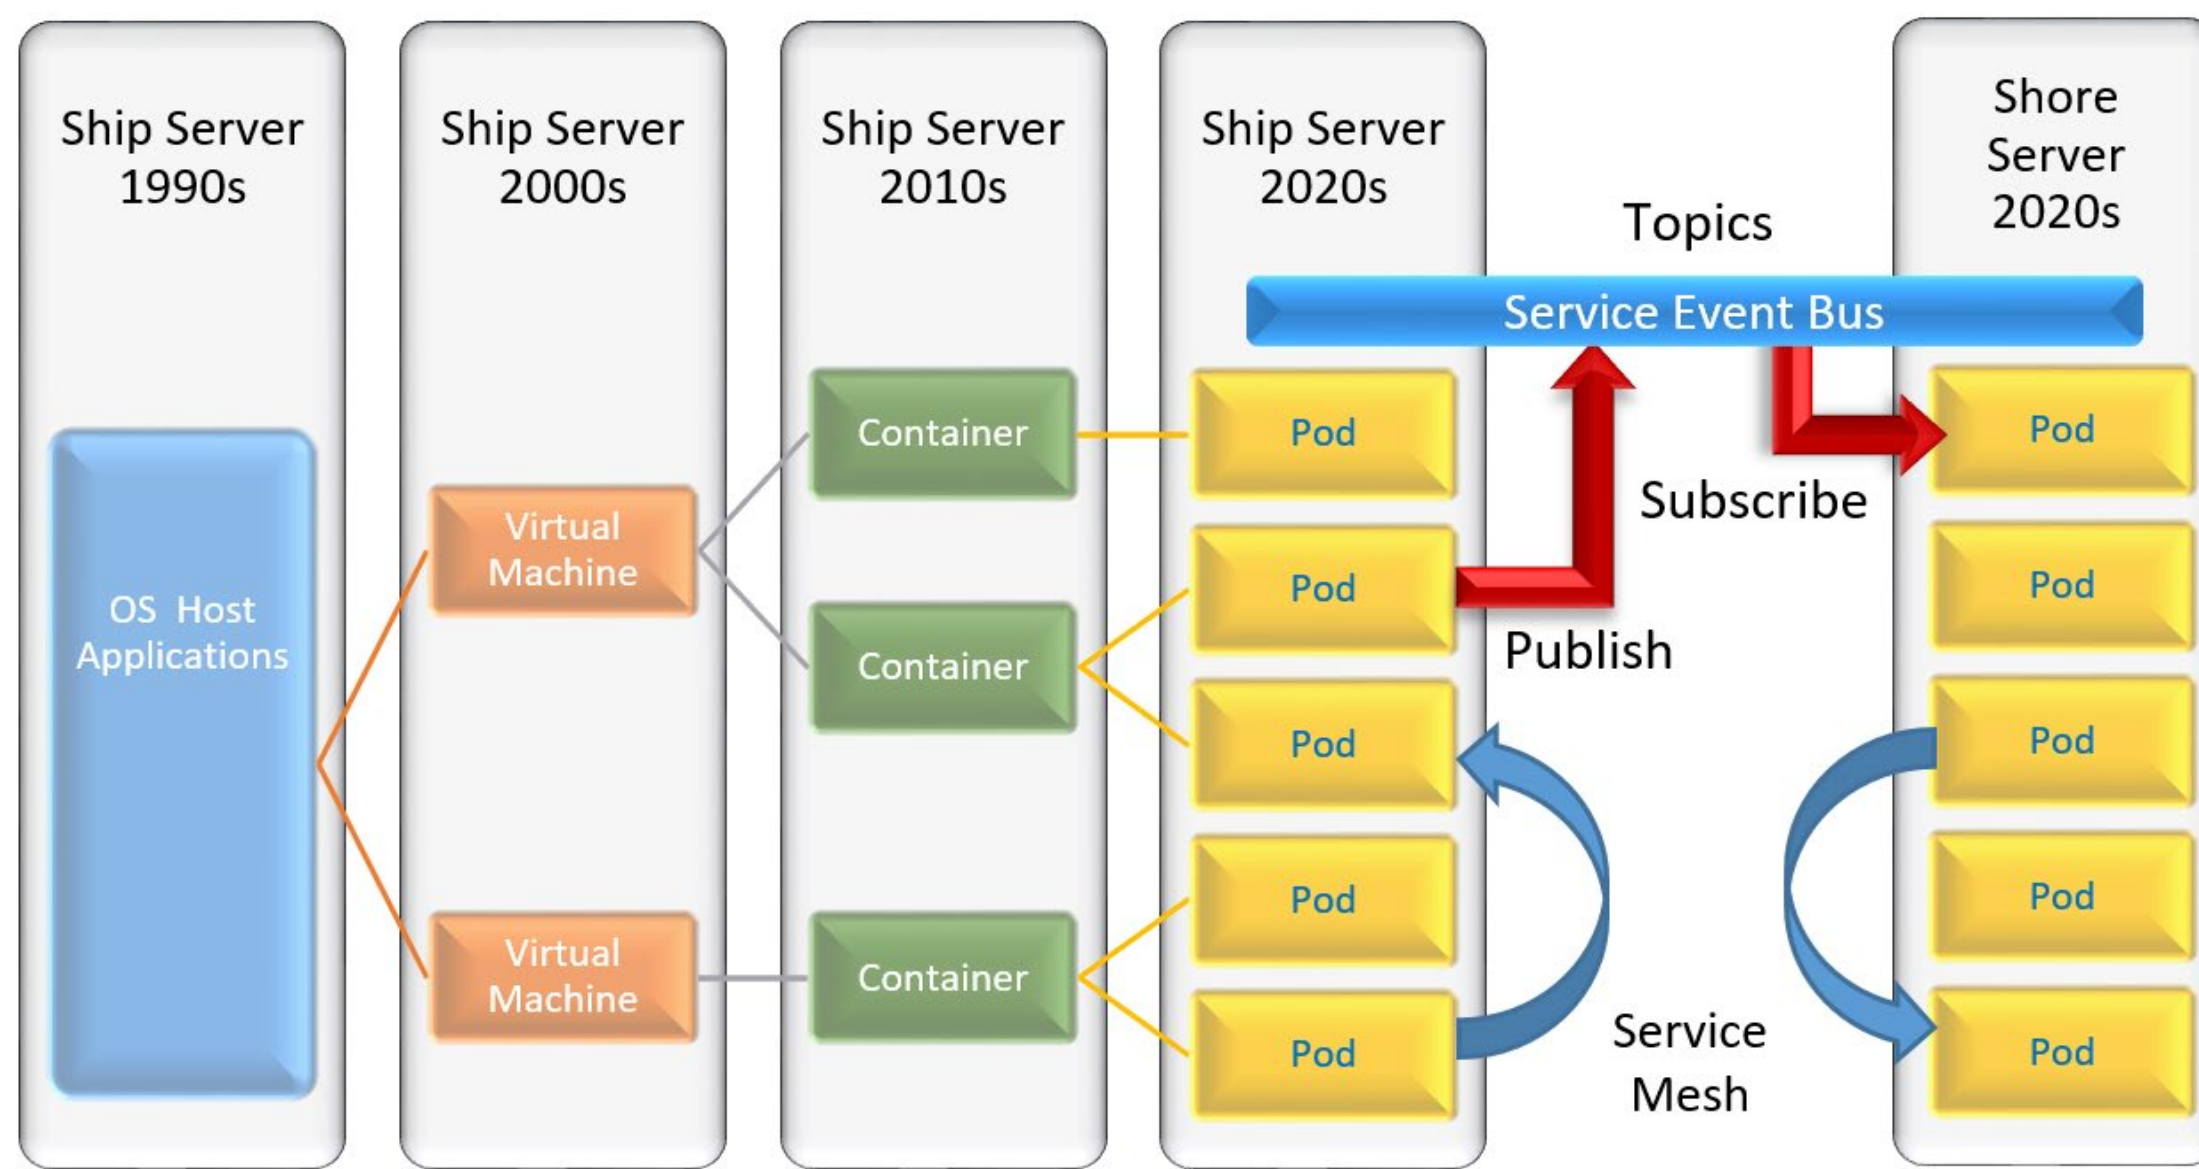 Ship Server
1990s
OS Host
Applications
Ship Server
2000s
Virtual
Machine
Virtual
Machine
Ship Server
2010s
Container
Container
Container
Ship Server
2020s
Pod
Pod
Pod
Pod
Pod
Topics
Service Event Bus
Subscribe
Publish
Service
Mesh
Shore
Server
2020s
Pod
Pod
Pod
Pod
Pod